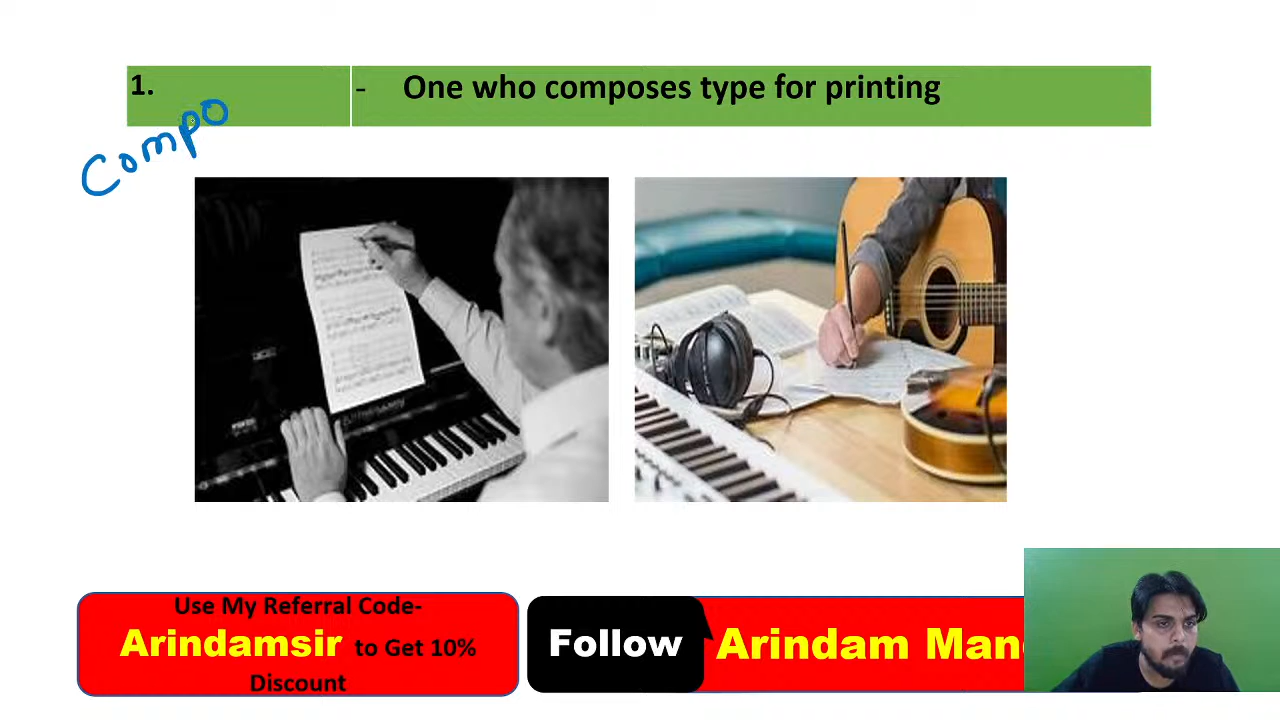 1. - One who composes type for printing
Compo
Use My Referral Code-
Arindamsir to Get 10%
Discount
Follow Arindam